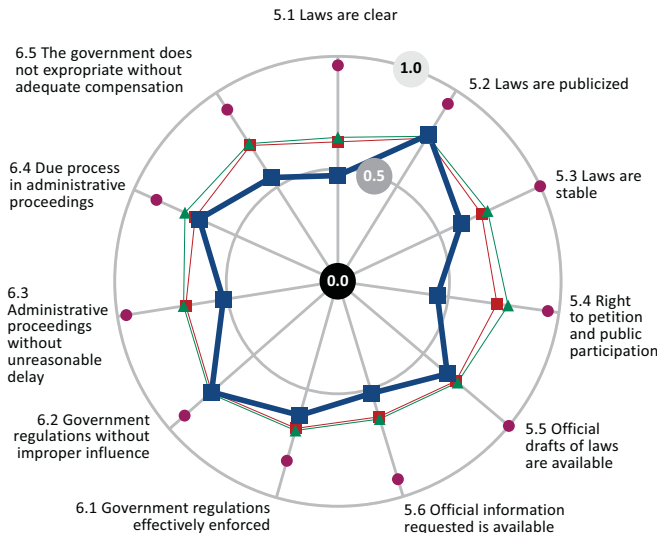 5.1 Laws are clear
1.0
5.2 Laws are publicized
5.3 Laws are
stable
5.4 Right
to petition
and public
participation
5.5 Official
drafts of laws
are available
5.6 Official information
requested is available
6.1 Government regulations
effectively enforced
6.2 Government
regulations without
improper influence
6.3
Administrative
proceedings
without
unreasonable
delay
6.4 Due process
in administrative
proceedings
6.5 The government does
not expropriate without
adequate compensation
0.5
0.0